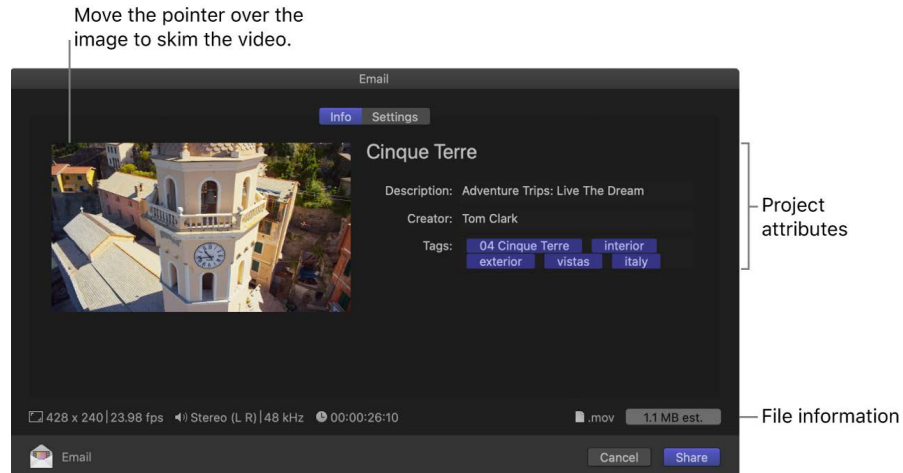 Move the pointer over the
image to skim the video.
Email
Info Settings
Cinque Terre
Description: Adventure Trips: Live The Dream
Creator: Tom Clark
Tags: 04 Cinque Terre interior
exterior vistas italy
Project
attributes
428 x 240 | 23.98 fps Stereo (L R) | 48 kHz 00:00:26:10 .mov 1.1 MB est.
File information
Email Cancel Share